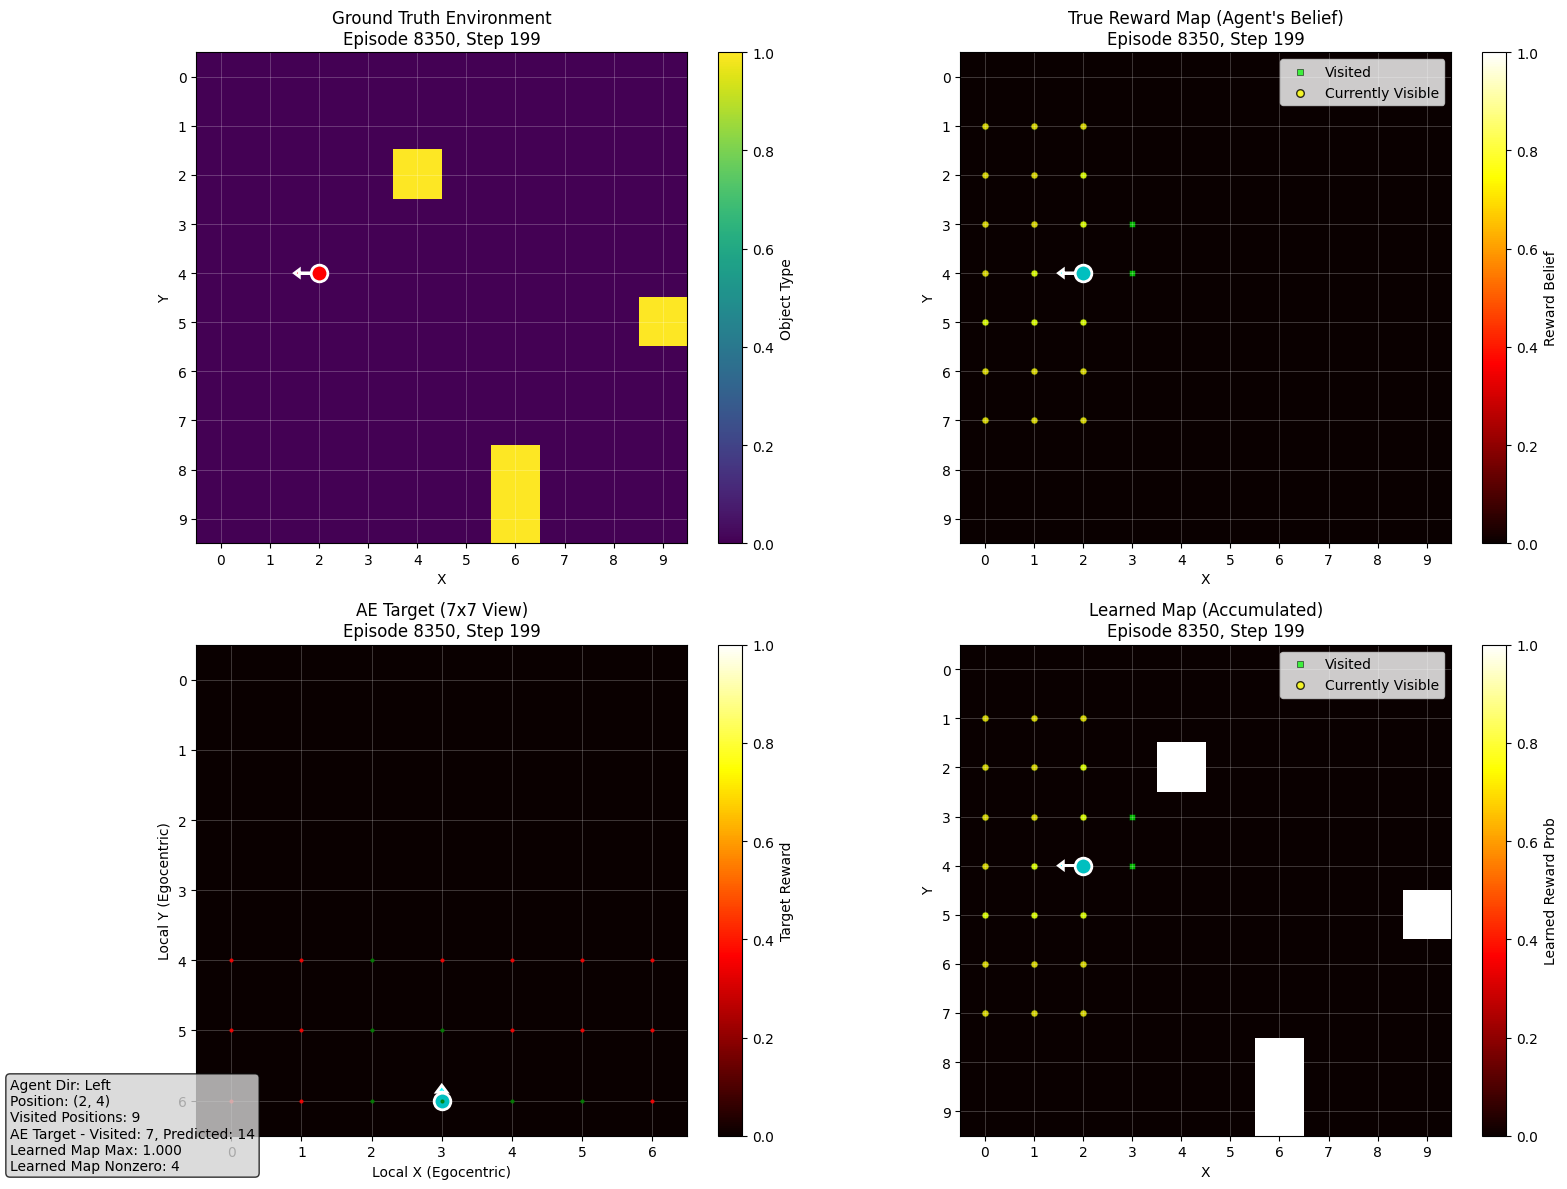 Ground Truth Environment
Episode 8350, Step 199
0
1
2
3
4
5
6
7
8
9
Y
0 1 2 3 4 5 6 7 8 9
X
1.0
0.8
0.6
0.4
0.2
0.0
Object Type
True Reward Map (Agent's Belief)
Episode 8350, Step 199
Visited
Currently Visible
0
1
2
3
4
5
6
7
8
9
Y
0 1 2 3 4 5 6 7 8 9
X
1.0
0.8
0.6
0.4
0.2
0.0
Reward Belief
AE Target (7x7 View)
Episode 8350, Step 199
0
1
2
3
4
5
6
Local Y (Egocentric)
0 1 2 3 4 5 6
Local X (Egocentric)
1.0
0.8
0.6
0.4
0.2
0.0
Target Reward
Agent Dir: Left
Position: (2, 4)
Visited Positions: 9
AE Target - Visited: 7, Predicted: 14
Learned Map Max: 1.000
Learned Map Nonzero: 4
Learned Map (Accumulated)
Episode 8350, Step 199
Visited
Currently Visible
0
1
2
3
4
5
6
7
8
9
Y
0 1 2 3 4 5 6 7 8 9
X
1.0
0.8
0.6
0.4
0.2
0.0
Learned Reward Prob